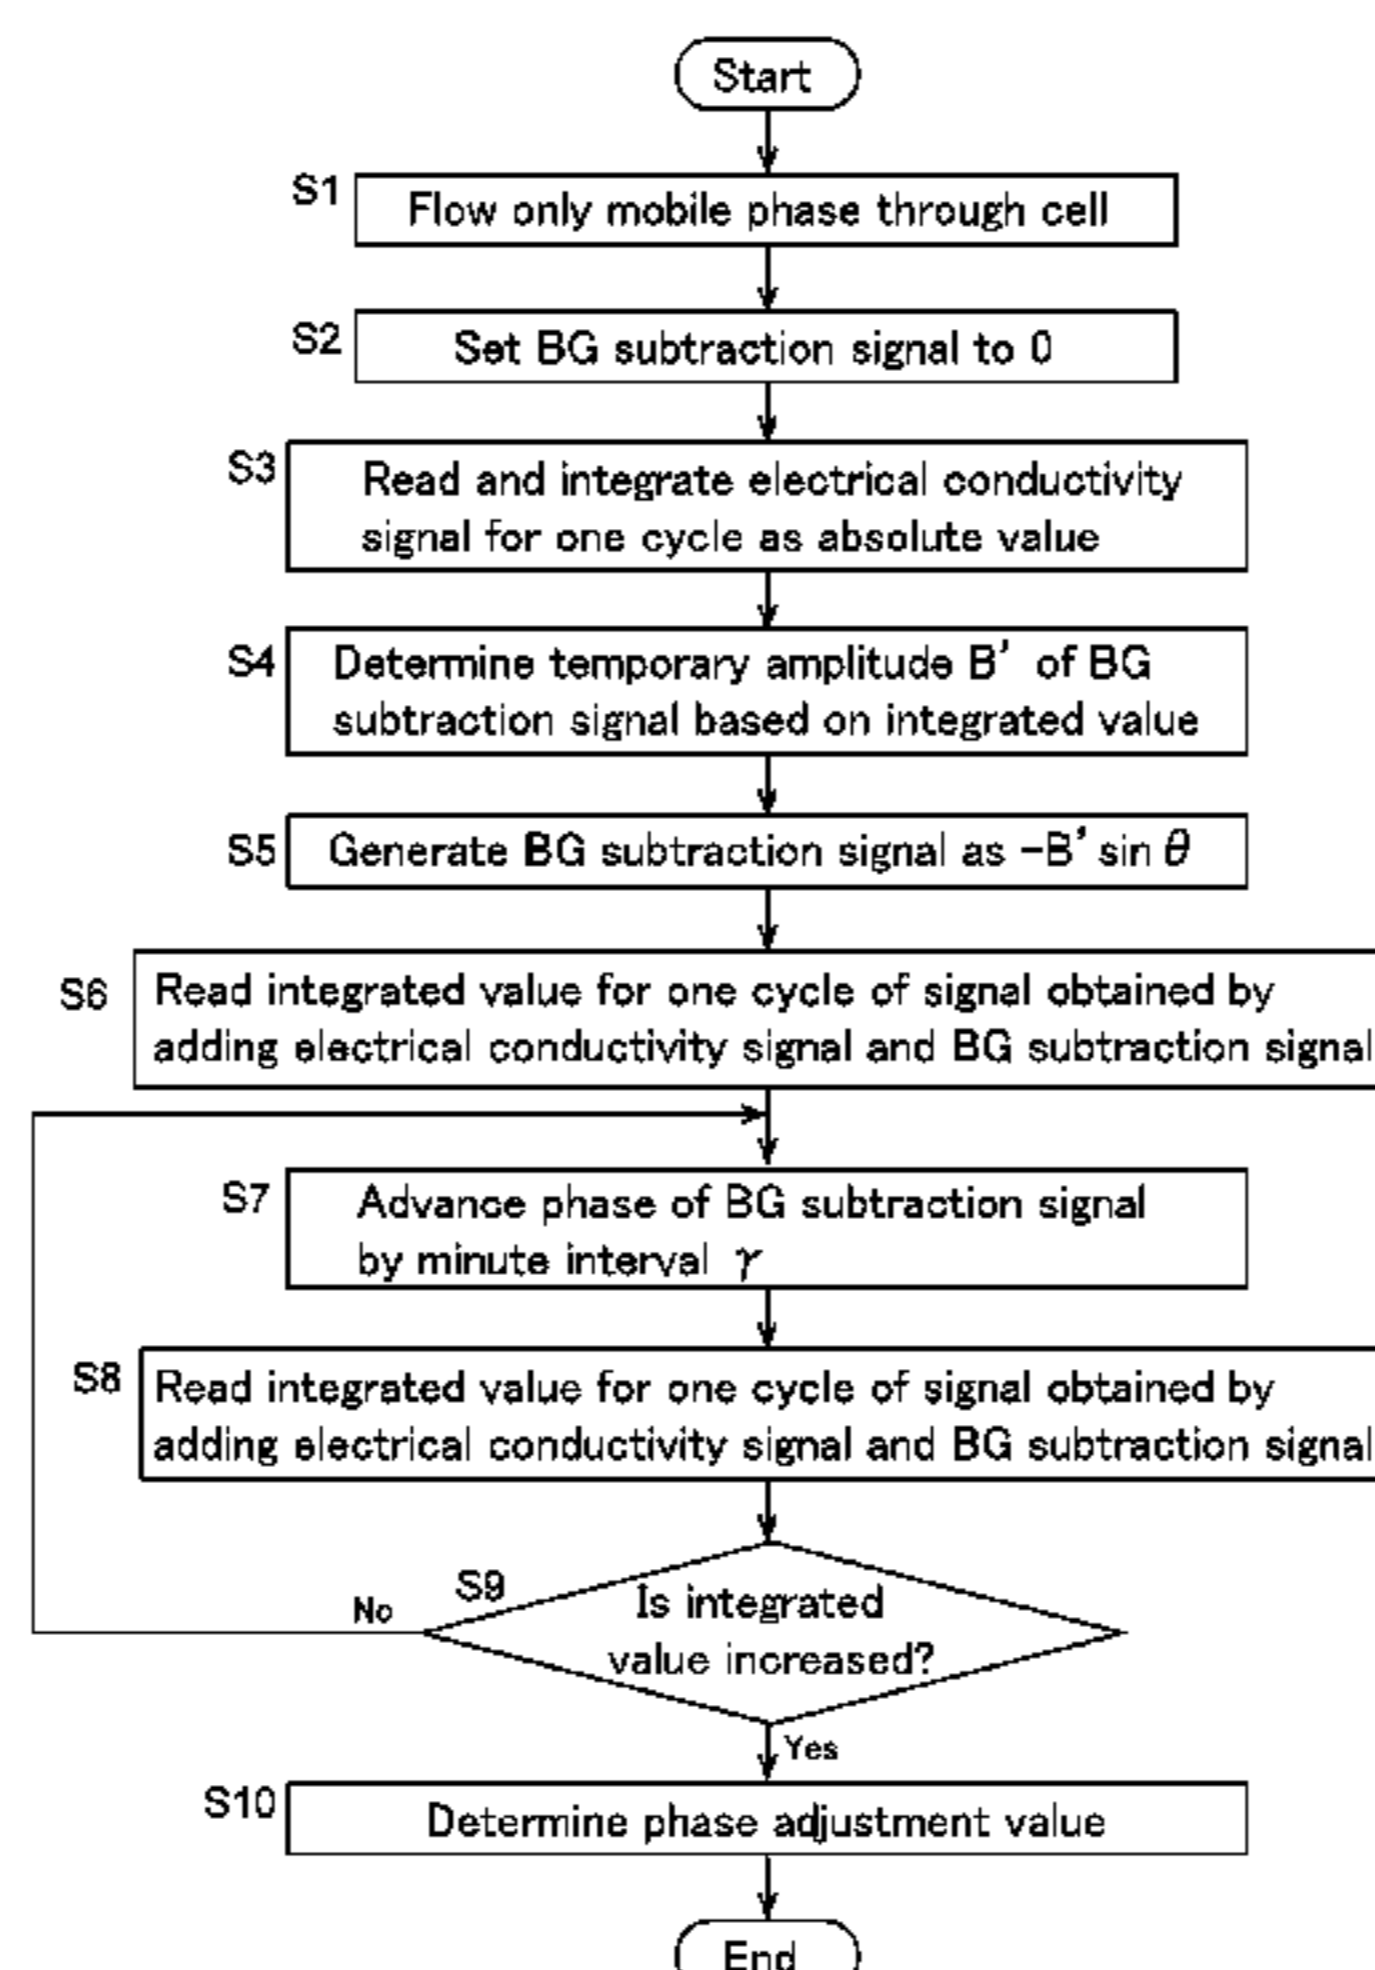 Start
S1
Flow only mobile phase through cell
S2
Set BG subtraction signal to 0
S3
Read and integrate electrical conductivity
signal for one cycle as absolute value
S4
Determine temporary amplitude B' of BG
subtraction signal based on integrated value
S5
Generate BG subtraction signal as -B' sin θ
S6
Read integrated value for one cycle of signal obtained by
adding electrical conductivity signal and BG subtraction signal
S7
Advance phase of BG subtraction signal
by minute interval γ
S8
Read integrated value for one cycle of signal obtained by
adding electrical conductivity signal and BG subtraction signal
S9
No
Is integrated
value increased?
Yes
S10
Determine phase adjustment value
End